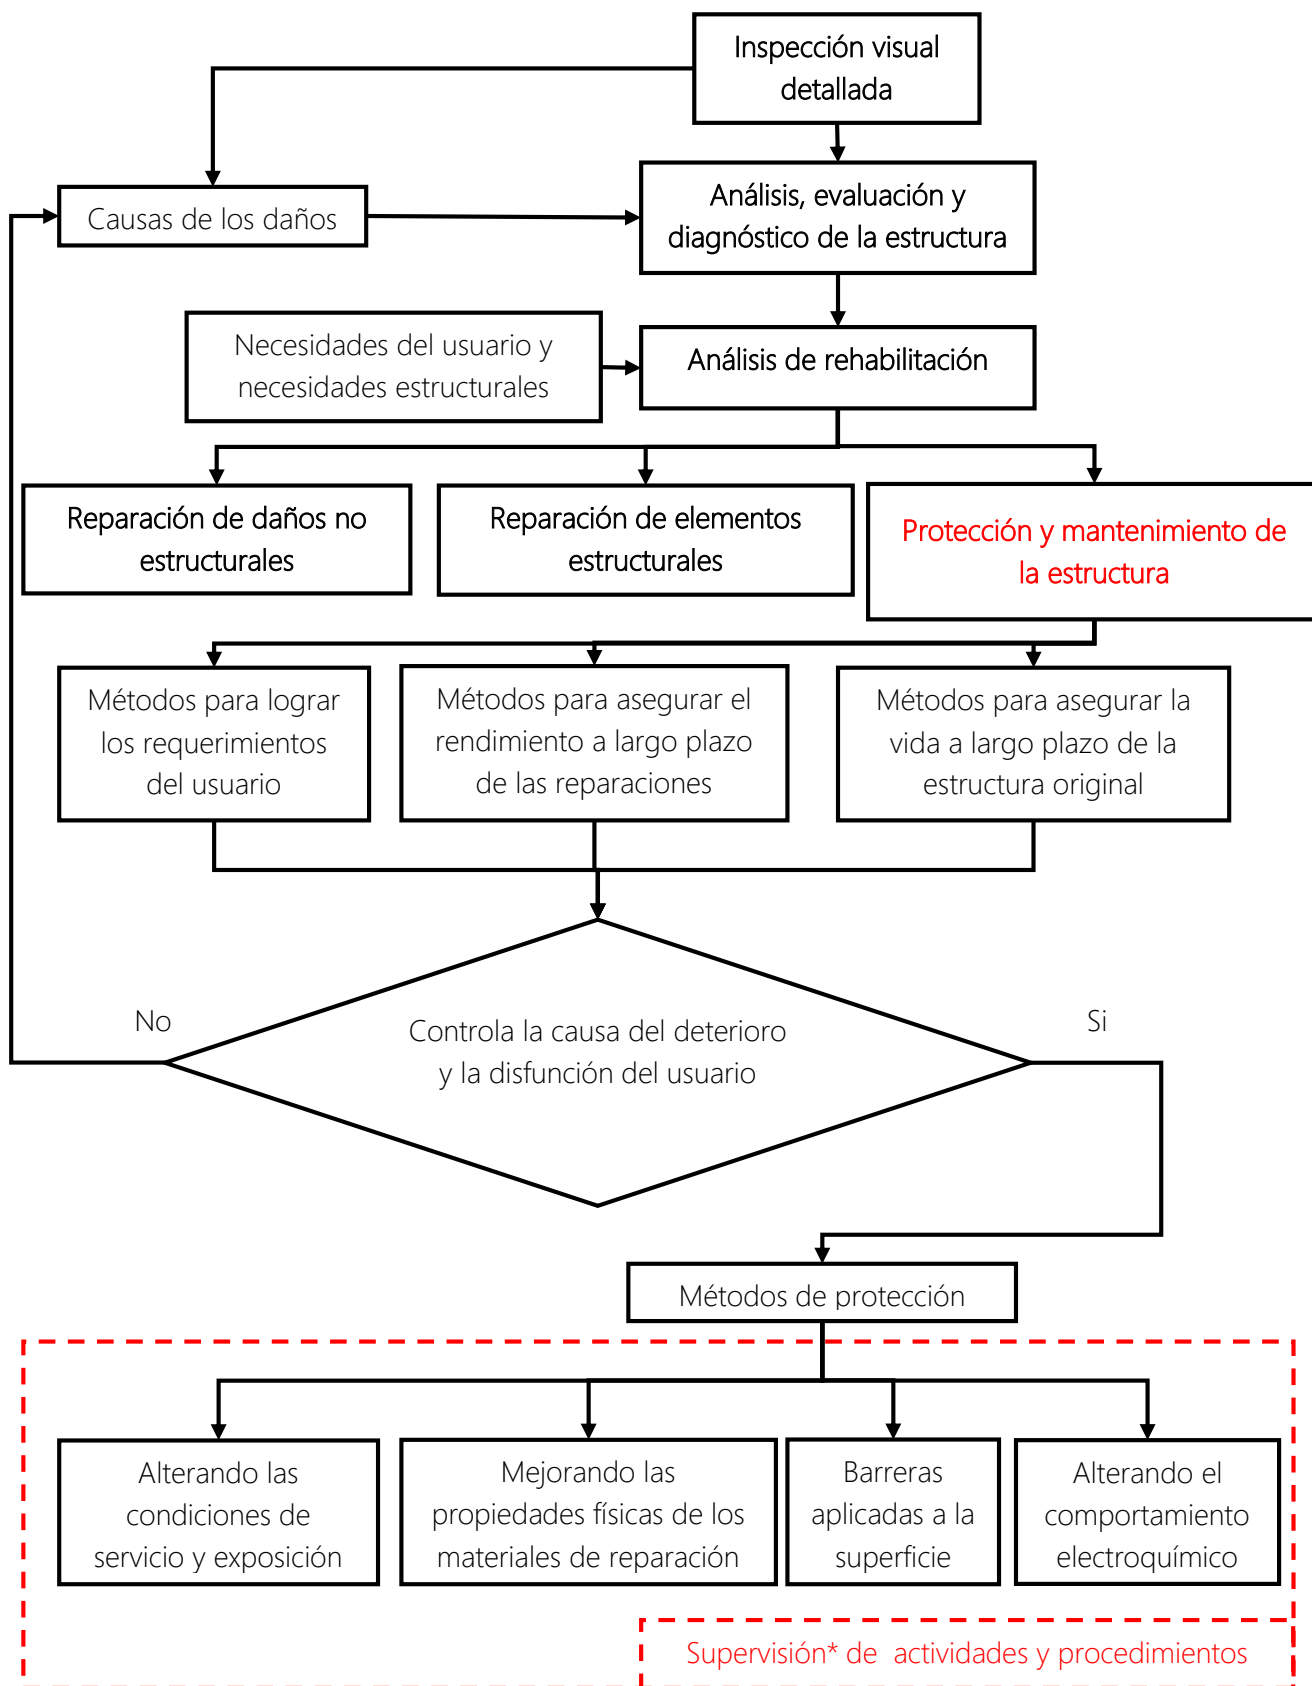 Inspección visual
detallada
Análisis, evaluación y
diagnóstico de la estructura
Causas de los daños
Necesidades del usuario y
necesidades estructurales
Análisis de rehabilitación
Reparación de daños no
estructurales
Reparación de elementos
estructurales
Protección y mantenimiento de
la estructura
Métodos para lograr
los requerimientos
del usuario
Métodos para asegurar el
rendimiento a largo plazo
de las reparaciones
Métodos para asegurar la
vida a largo plazo de la
estructura original
No
Controla la causa del deterioro
y la disfunción del usuario
Si
Métodos de protección
Alterando las
condiciones de
servicio y exposición
Mejorando las
propiedades físicas de los
materiales de reparación
Barreras
aplicadas a la
superficie
Alterando el
comportamiento
electroquímico
Supervisión* de actividades y procedimientos